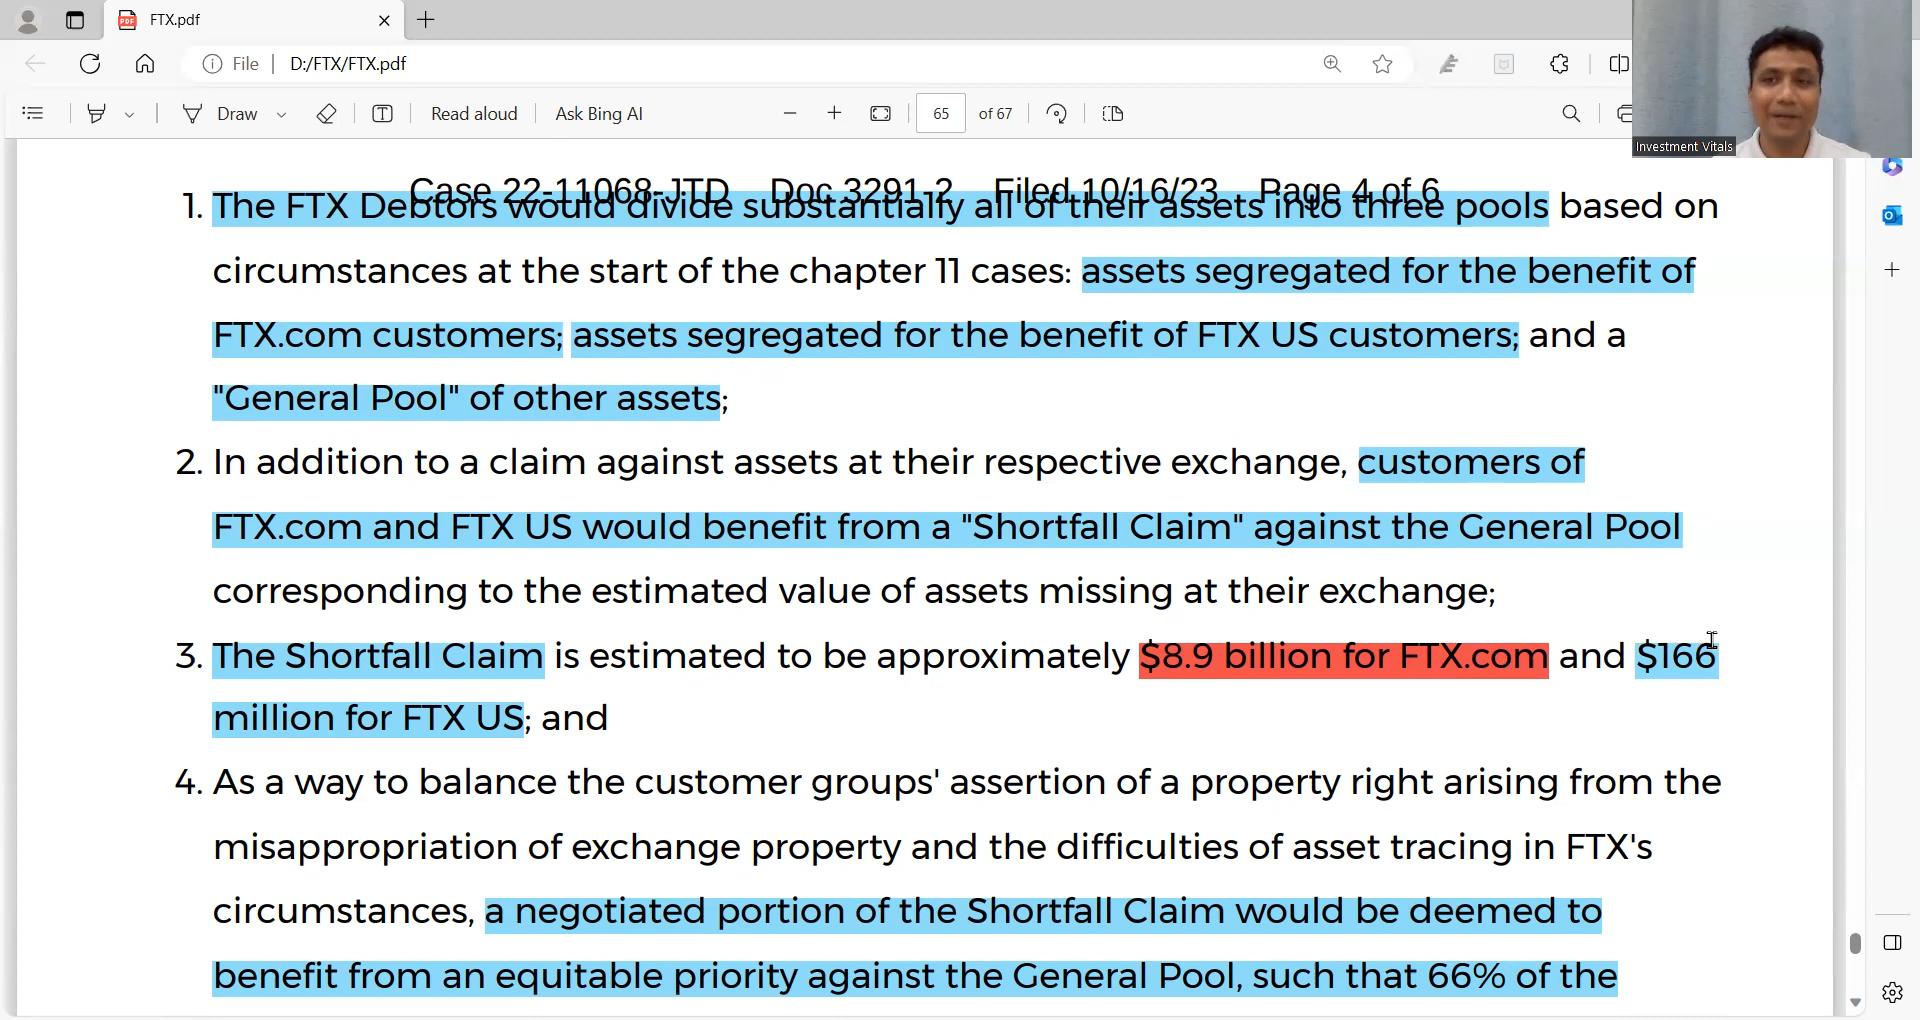 FTX.pdf
File
D:/FTX/FTX.pdf
Draw
Read aloud
Ask Bing AI
65
of 67
Investment Vitals
Case 22-11068-JTD Doc 3291-2 Filed 10/16/23 Page 4 of 6
1. The FTX Debtors would divide substantially all of their assets into three pools based on
circumstances at the start of the chapter 11 cases: assets segregated for the benefit of
FTX.com customers; assets segregated for the benefit of FTX US customers; and a
"General Pool" of other assets;
2. In addition to a claim against assets at their respective exchange, customers of
FTX.com and FTX US would benefit from a "Shortfall Claim" against the General Pool
corresponding to the estimated value of assets missing at their exchange;
3. The Shortfall Claim is estimated to be approximately $8.9 billion for FTX.com and $166
million for FTX US; and
4. As a way to balance the customer groups' assertion of a property right arising from the
misappropriation of exchange property and the difficulties of asset tracing in FTX's
circumstances, a negotiated portion of the Shortfall Claim would be deemed to
benefit from an equitable priority against the General Pool, such that 66% of the